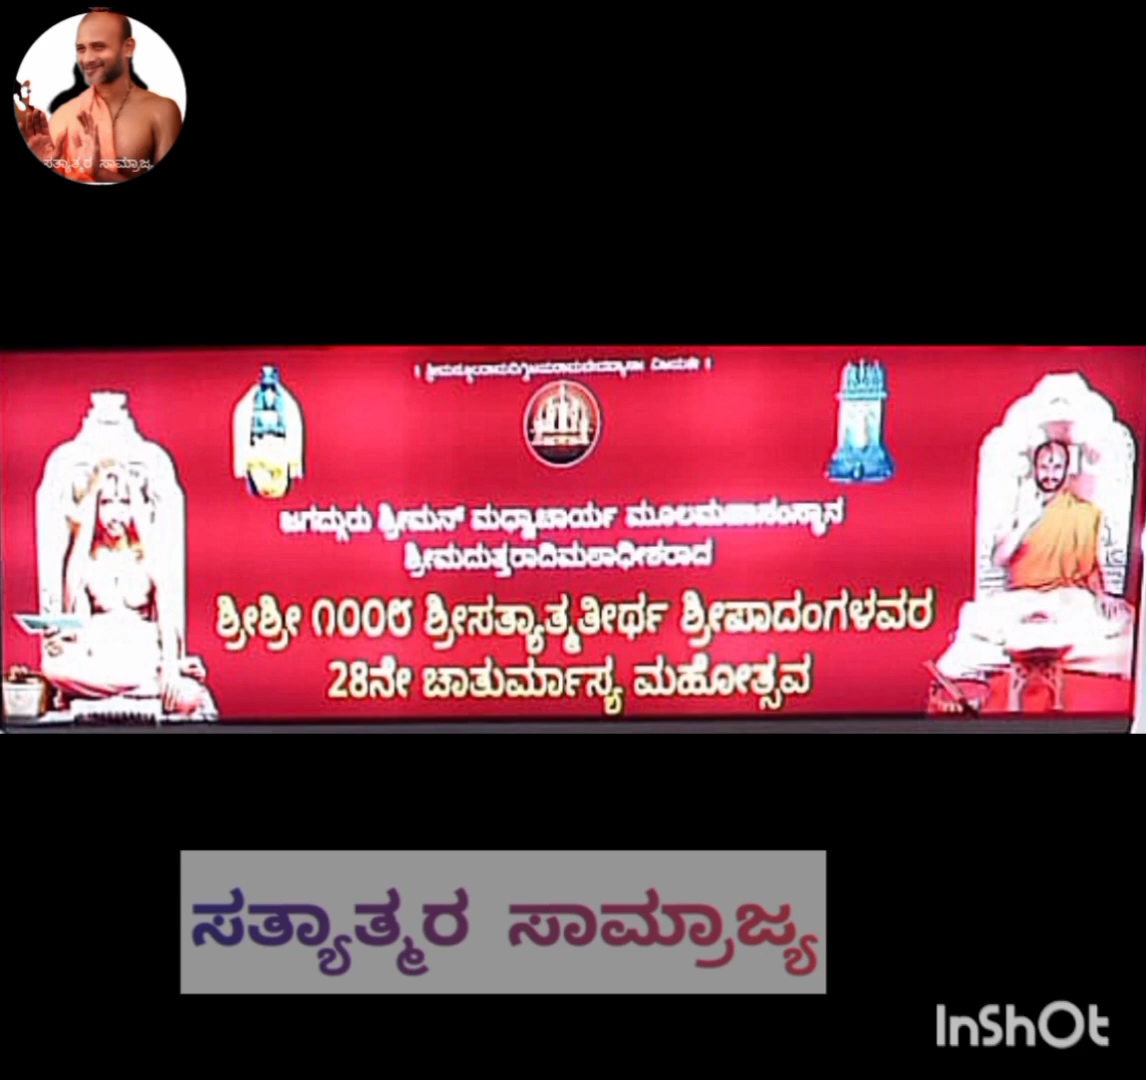 ಸತ್ಯಾತ್ಮರ ಸಾಮ್ರಾಜ್ಯ
ಜಗದ್ಗುರು ಶ್ರೀಮನ್ ಮಧ್ವಾಚಾರ್ಯ ಮೂಲಮಹಾಸಂಸ್ಥಾನ
ಶ್ರೀಮದುತ್ತರಾದಿಮಠಾಧೀಶರಾದ
ಶ್ರೀಶ್ರೀ ೧೦೦೮ ಶ್ರೀಸತ್ಯಾತ್ಮತೀರ್ಥ ಶ್ರೀಪಾದಂಗಳವರ
28ನೇ ಚಾತುರ್ಮಾಸ್ಯ ಮಹೋತ್ಸವ
ಸತ್ಯಾತ್ಮರ ಸಾಮ್ರಾಜ್ಯ
InShOt